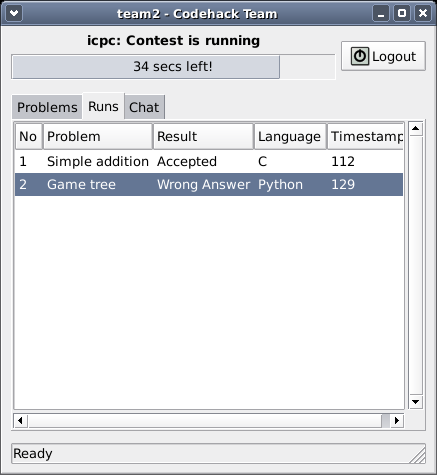 team2 - Codehack Team
icpc: Contest is running
34 secs left!
Logout
Problems Runs Chat
No Problem Result Language Timestamp
1 Simple addition Accepted C 112
2 Game tree Wrong Answer Python 129
Ready